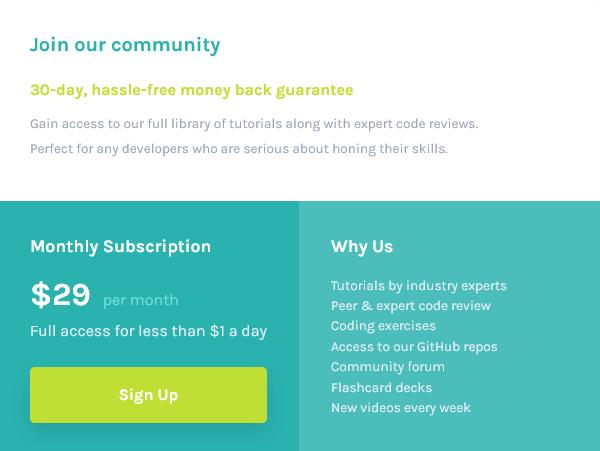 Join our community
30-day, hassle-free money back guarantee
Gain access to our full library of tutorials along with expert code reviews.
Perfect for any developers who are serious about honing their skills.
Monthly Subscription
$29 per month
Full access for less than $1 a day
Sign Up
Why Us
Tutorials by industry experts
Peer & expert code review
Coding exercises
Access to our GitHub repos
Community forum
Flashcard decks
New videos every week